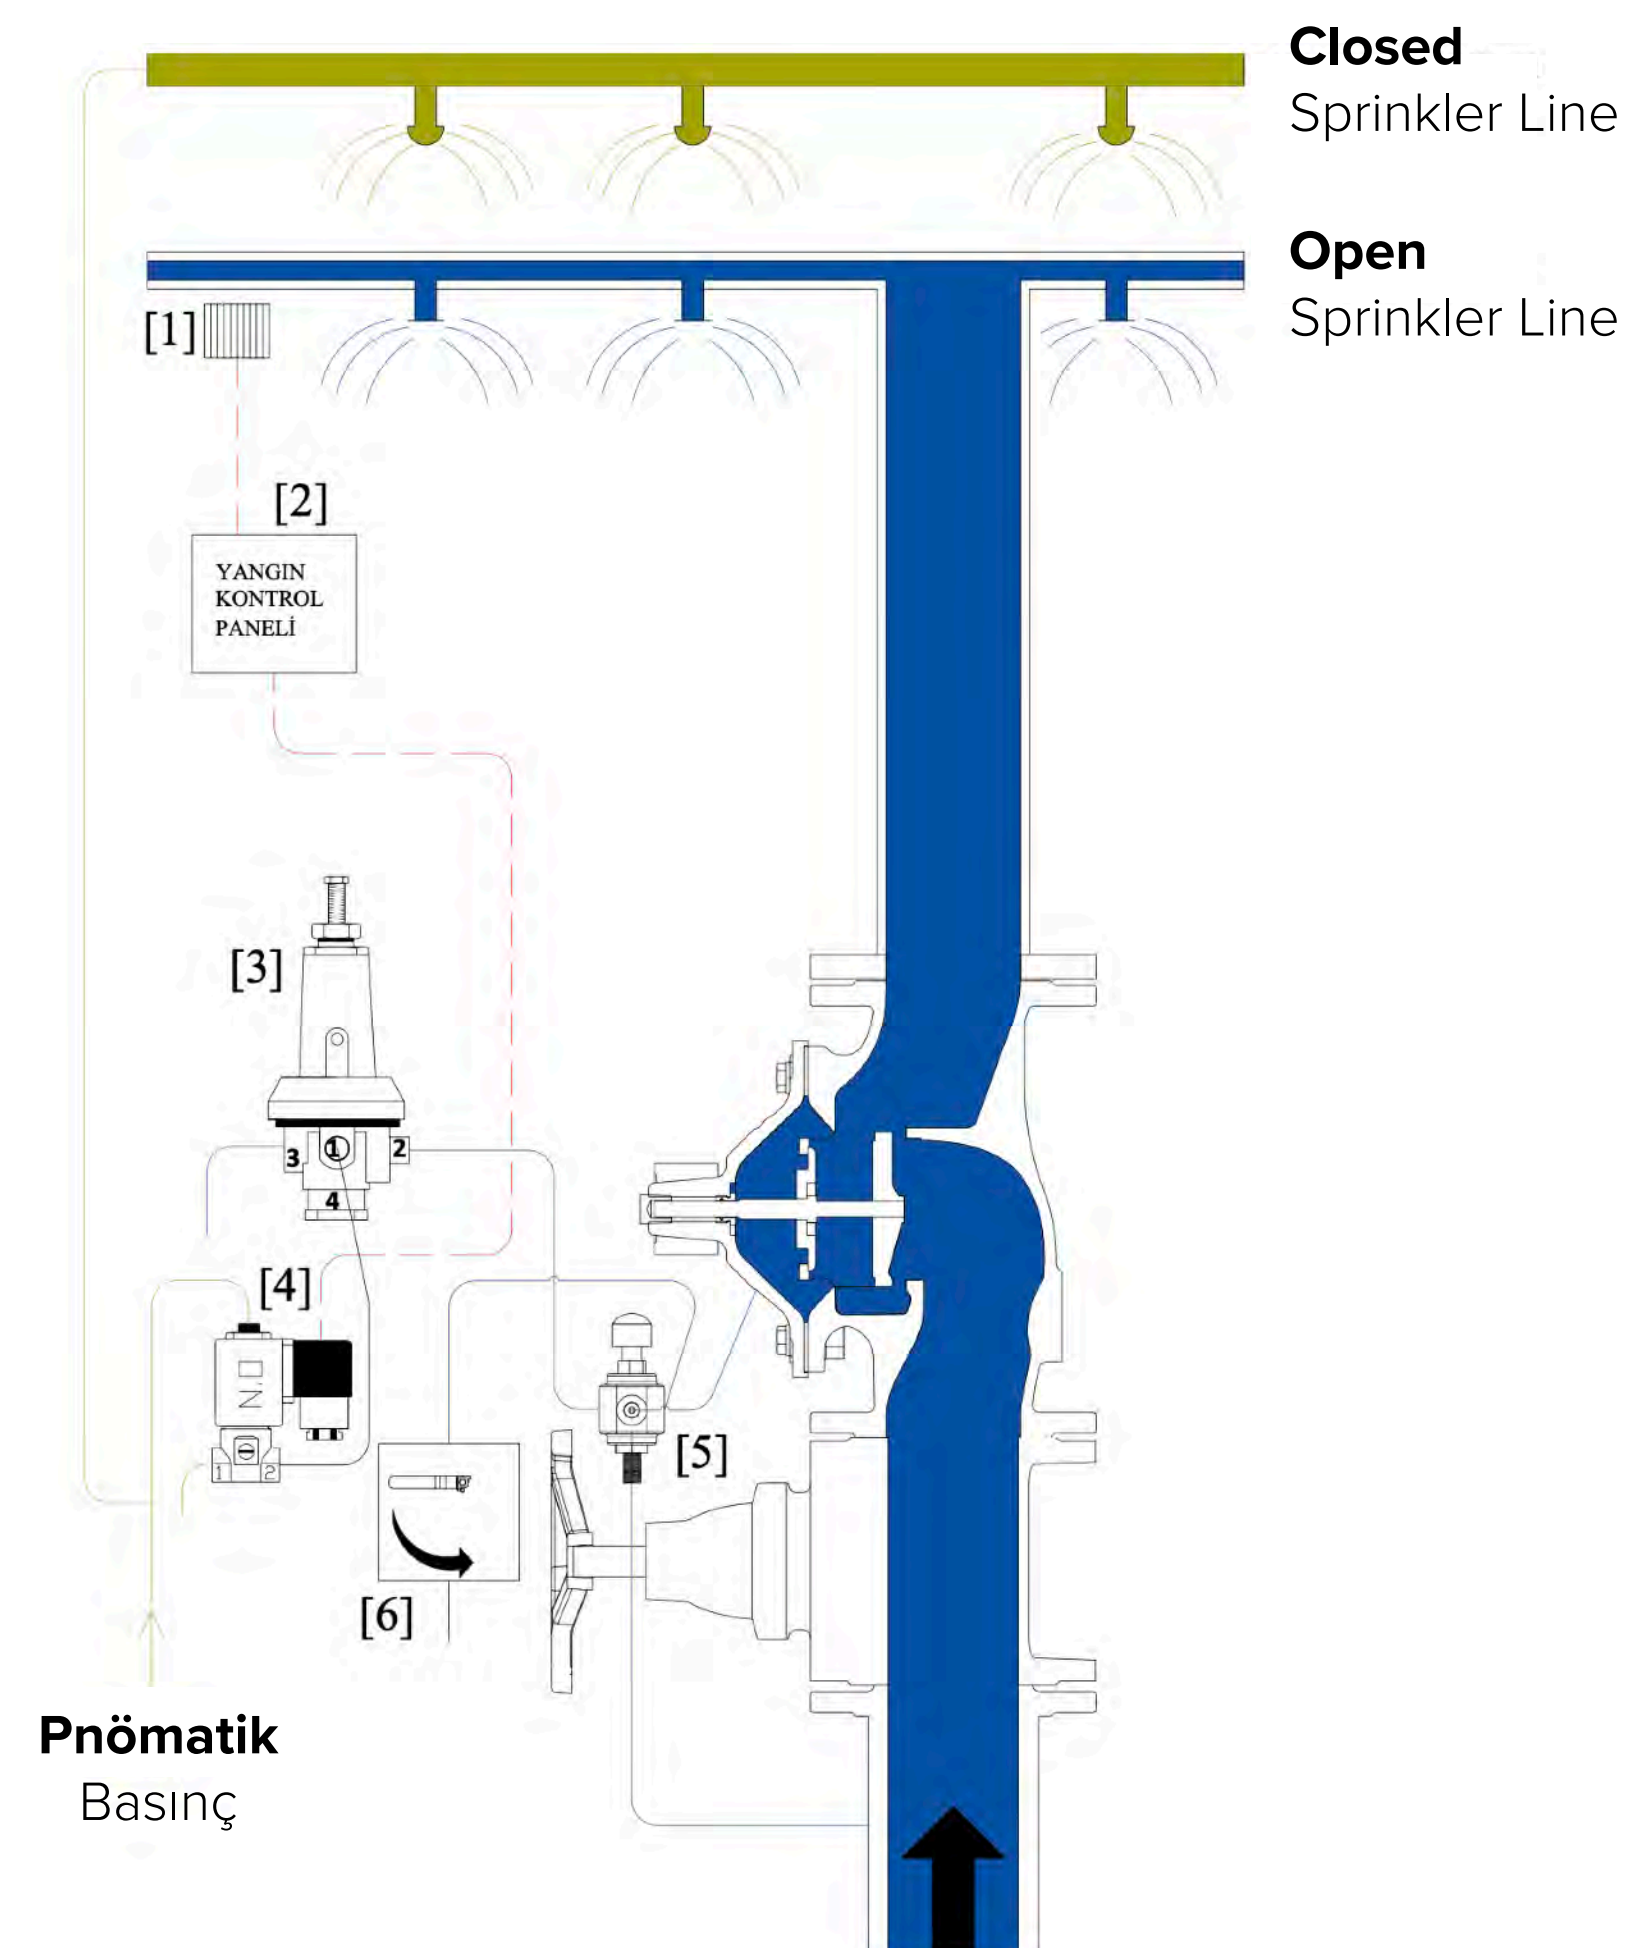 Closed
Sprinkler Line
Open
Sprinkler Line
[1]
[2]
YANGIN
KONTROL
PANELİ
[3]
3
1
2
4
[4]
N.O
1
2
[5]
[6]
Pnömatik
Basınç